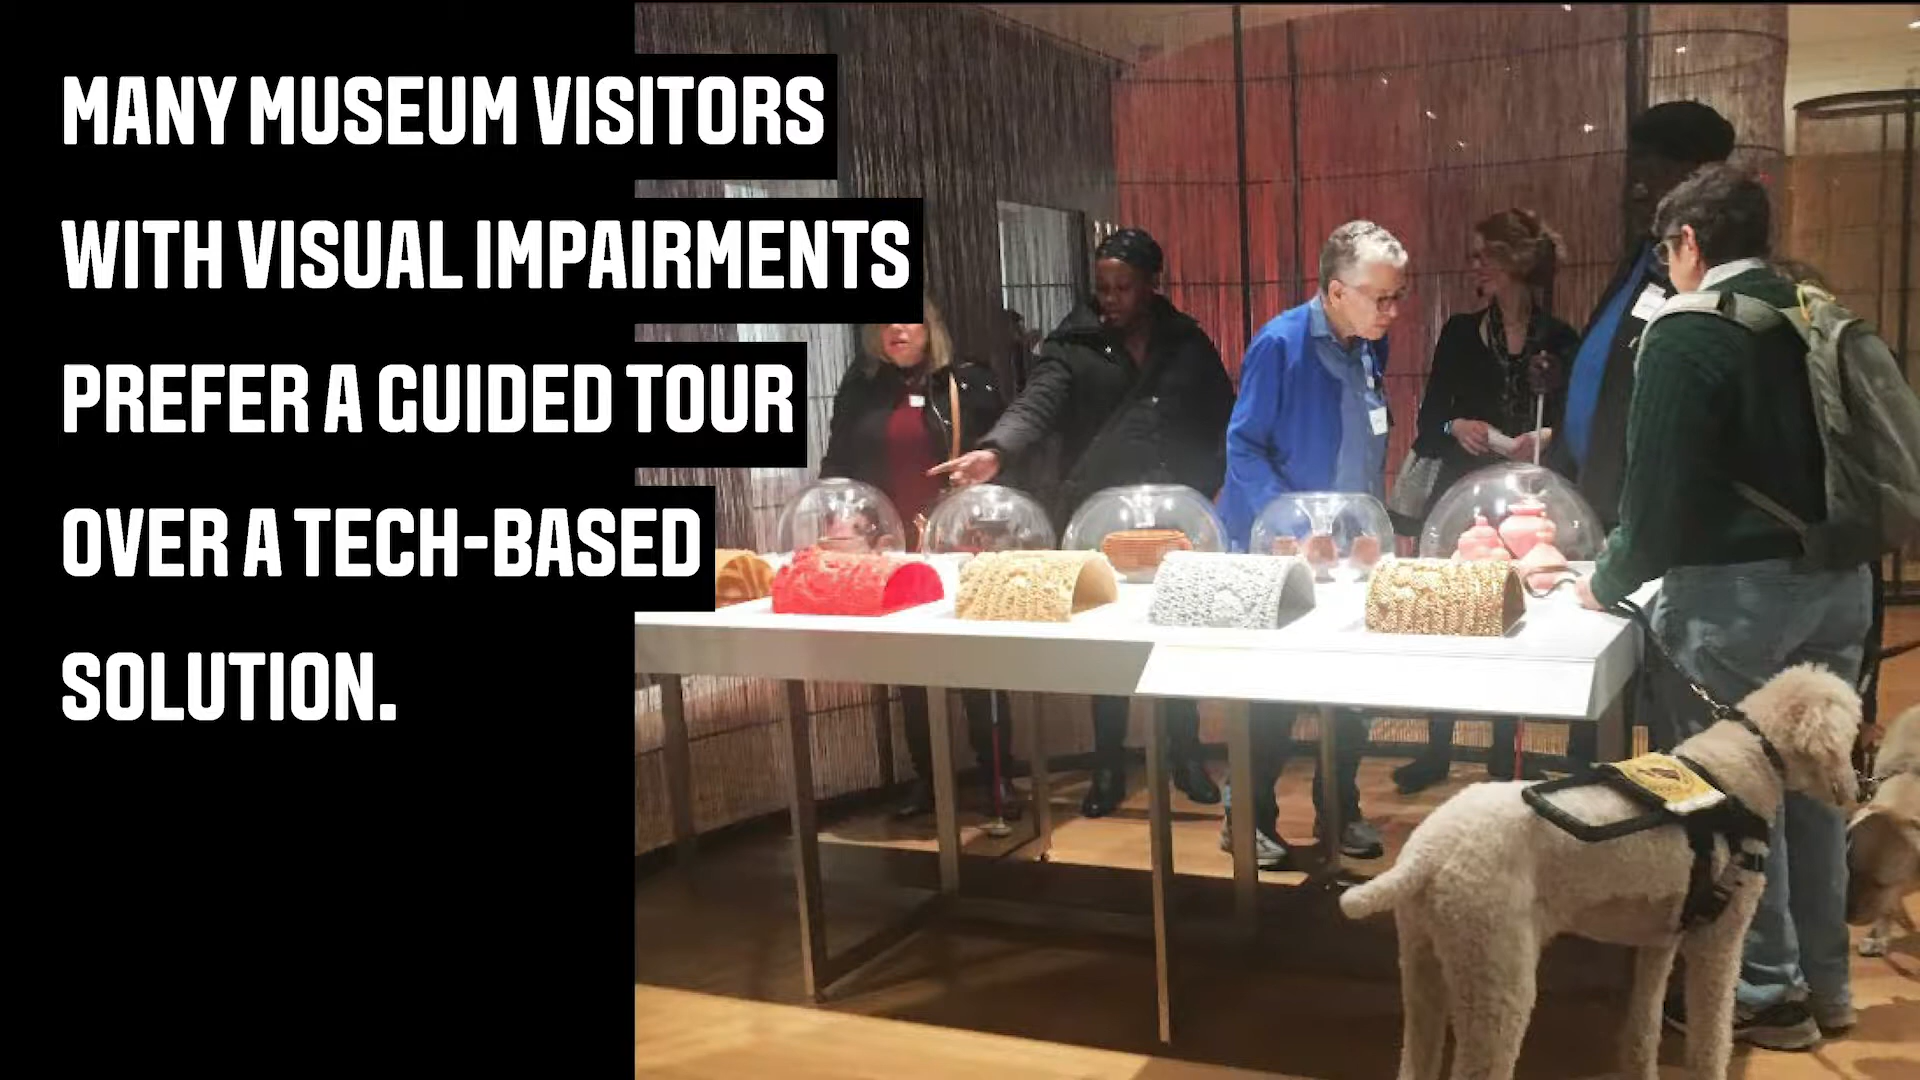 MANY MUSEUM VISITORS
WITH VISUAL IMPAIRMENTS
PREFER A GUIDED TOUR
OVER A TECH-BASED
SOLUTION.